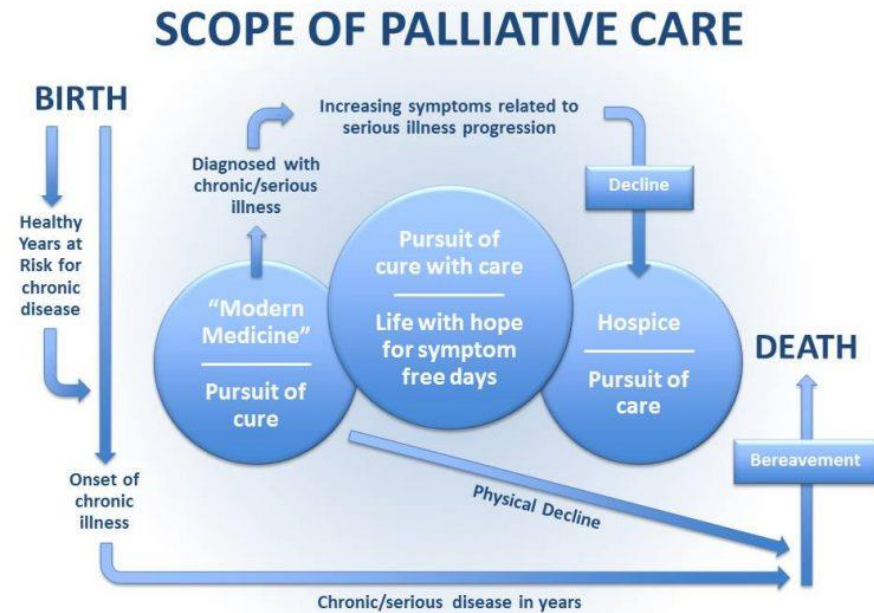 SCOPE OF PALLIATIVE CARE
BIRTH
Healthy
Years at
Risk for
chronic
disease
Onset of
chronic
illness
Diagnosed with
chronic/serious
illness
Increasing symptoms related to
serious illness progression
Decline
"Modern
Medicine"
Pursuit of
cure
Pursuit of
cure with care
Life with hope
for symptom
free days
Hospice
Pursuit of
care
DEATH
Bereavement
Physical Decline
Chronic/serious disease in years